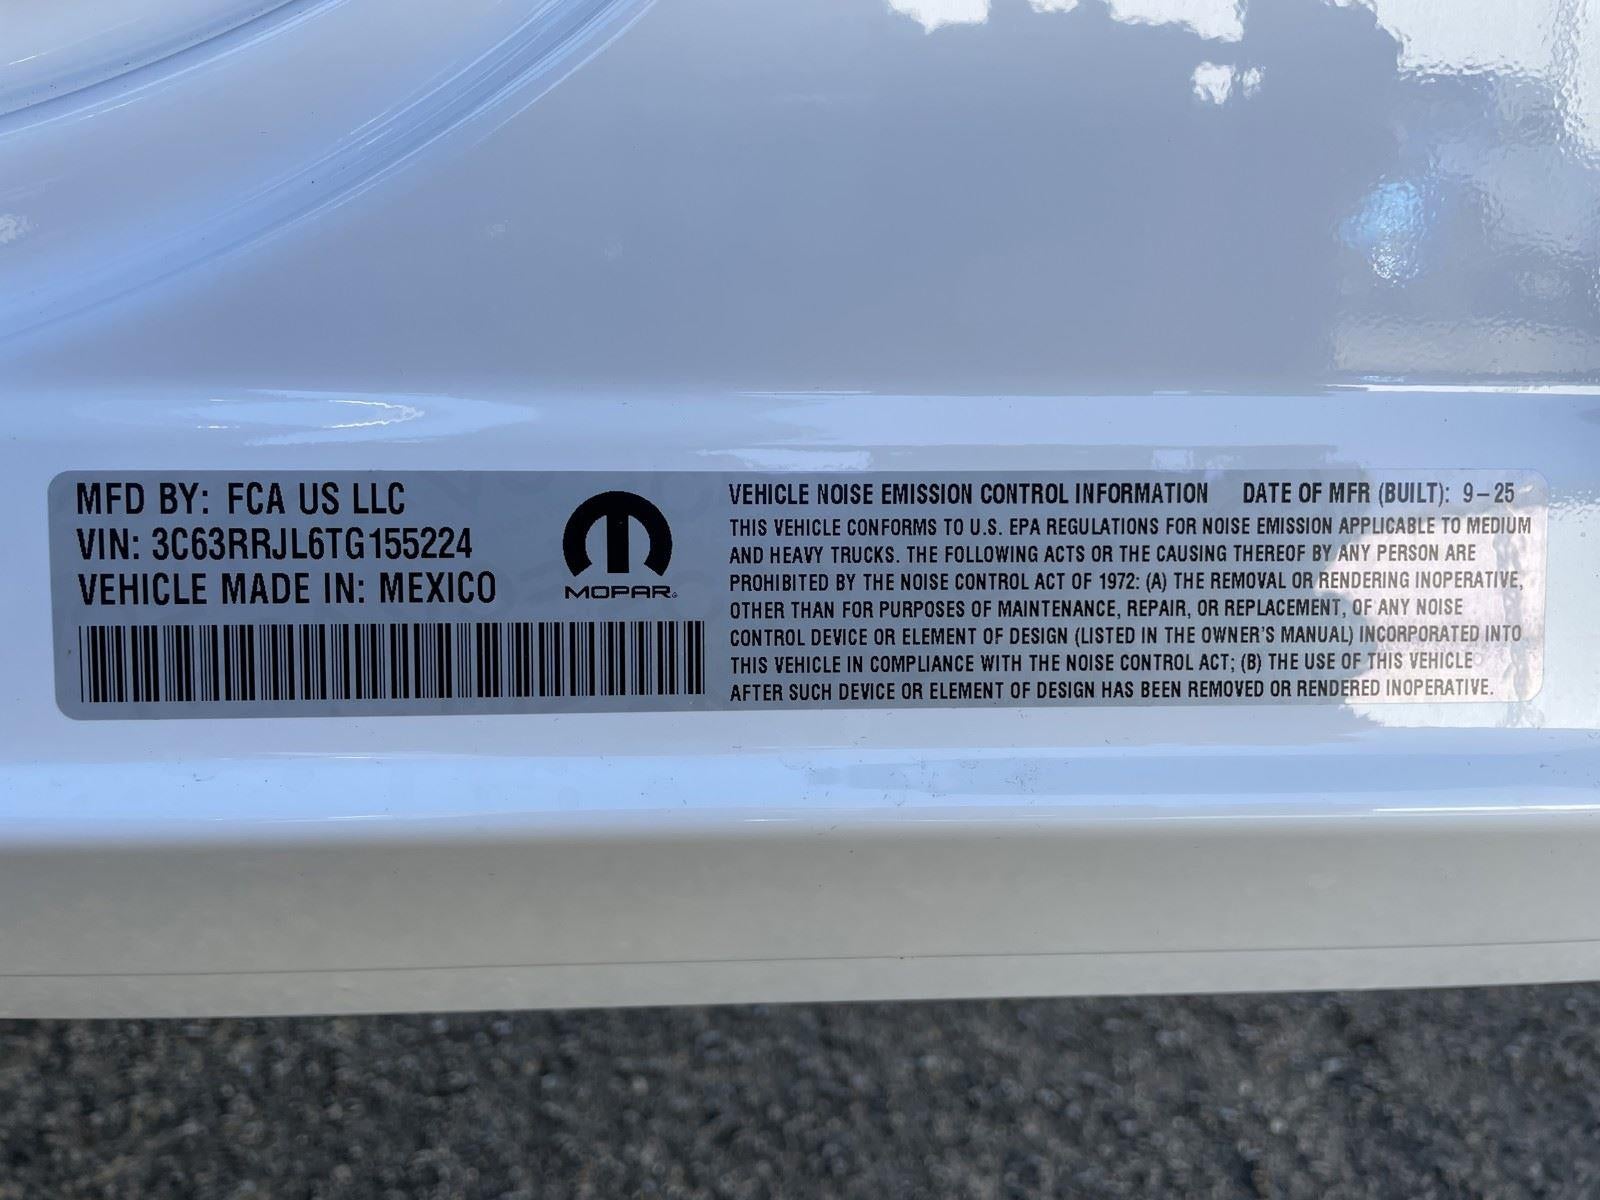 MFD BY: FCA US LLC
VIN: 3C63RRJL6TG155224
VEHICLE MADE IN: MEXICO
MOPAR®
VEHICLE NOISE EMISSION CONTROL INFORMATION DATE OF MFR (BUILT): 9-25
THIS VEHICLE CONFORMS TO U.S. EPA REGULATIONS FOR NOISE EMISSION APPLICABLE TO MEDIUM
AND HEAVY TRUCKS. THE FOLLOWING ACTS OR THE CAUSING THEREOF BY ANY PERSON ARE
PROHIBITED BY THE NOISE CONTROL ACT OF 1972: (A) THE REMOVAL OR RENDERING INOPERATIVE,
OTHER THAN FOR PURPOSES OF MAINTENANCE, REPAIR, OR REPLACEMENT, OF ANY NOISE
CONTROL DEVICE OR ELEMENT OF DESIGN (LISTED IN THE OWNER'S MANUAL) INCORPORATED INTO
THIS VEHICLE IN COMPLIANCE WITH THE NOISE CONTROL ACT; (B) THE USE OF THIS VEHICLE
AFTER SUCH DEVICE OR ELEMENT OF DESIGN HAS BEEN REMOVED OR RENDERED INOPERATIVE.